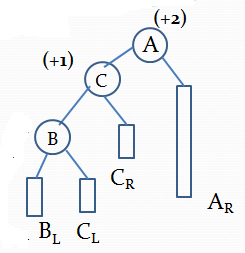 (+2)
A
(+1)
C
B
C_R
A_R
B_L C_L